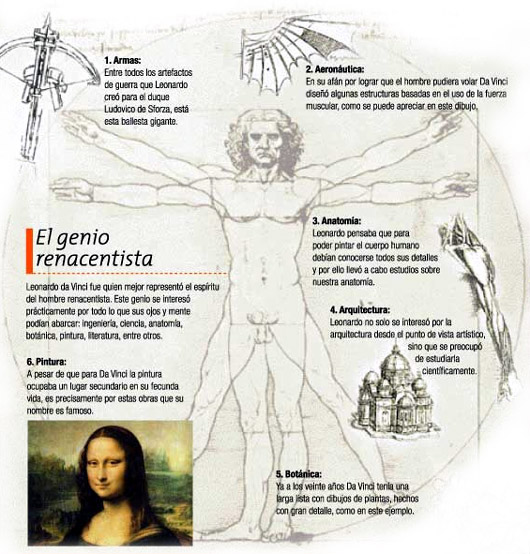 1. Armas:
Entre todos los artefactos
de guerra que Leonardo
creó para el duque
Ludovico de Sforza, está
esta ballesta gigante.
2. Aeronáutica:
En su afán por lograr que el hombre pudiera volar Da Vinci
diseñó algunas estructuras basadas en el uso de la fuerza
muscular, como se puede apreciar en este dibujo.
3. Anatomía:
Leonardo pensaba que para
poder pintar el cuerpo humano
debían conocerse todos sus detalles
y por ello llevó a cabo estudios sobre
nuestra anatomía.
El genio
renacentista
Leonardo da Vinci fue quien mejor representó el espíritu
del hombre renacentista. Este genio se interesó
prácticamente por todo lo que sus ojos y mente
podían abarcar: ingeniería, ciencia, anatomía,
botánica, pintura, literatura, entre otros.
4. Arquitectura:
Leonardo no solo se interesó por la
arquitectura desde el punto de vista artístico,
sino que se preocupó
de estudiarla
científicamente.
6. Pintura:
A pesar de que para Da Vinci la pintura
ocupaba un lugar secundario en su fecunda
vida, es precisamente por estas obras que su
nombre es famoso.
5. Botánica:
Ya a los veinte años Da Vinci tenía una
larga lista con dibujos de plantas, hechos
con gran detalle, como en este ejemplo.